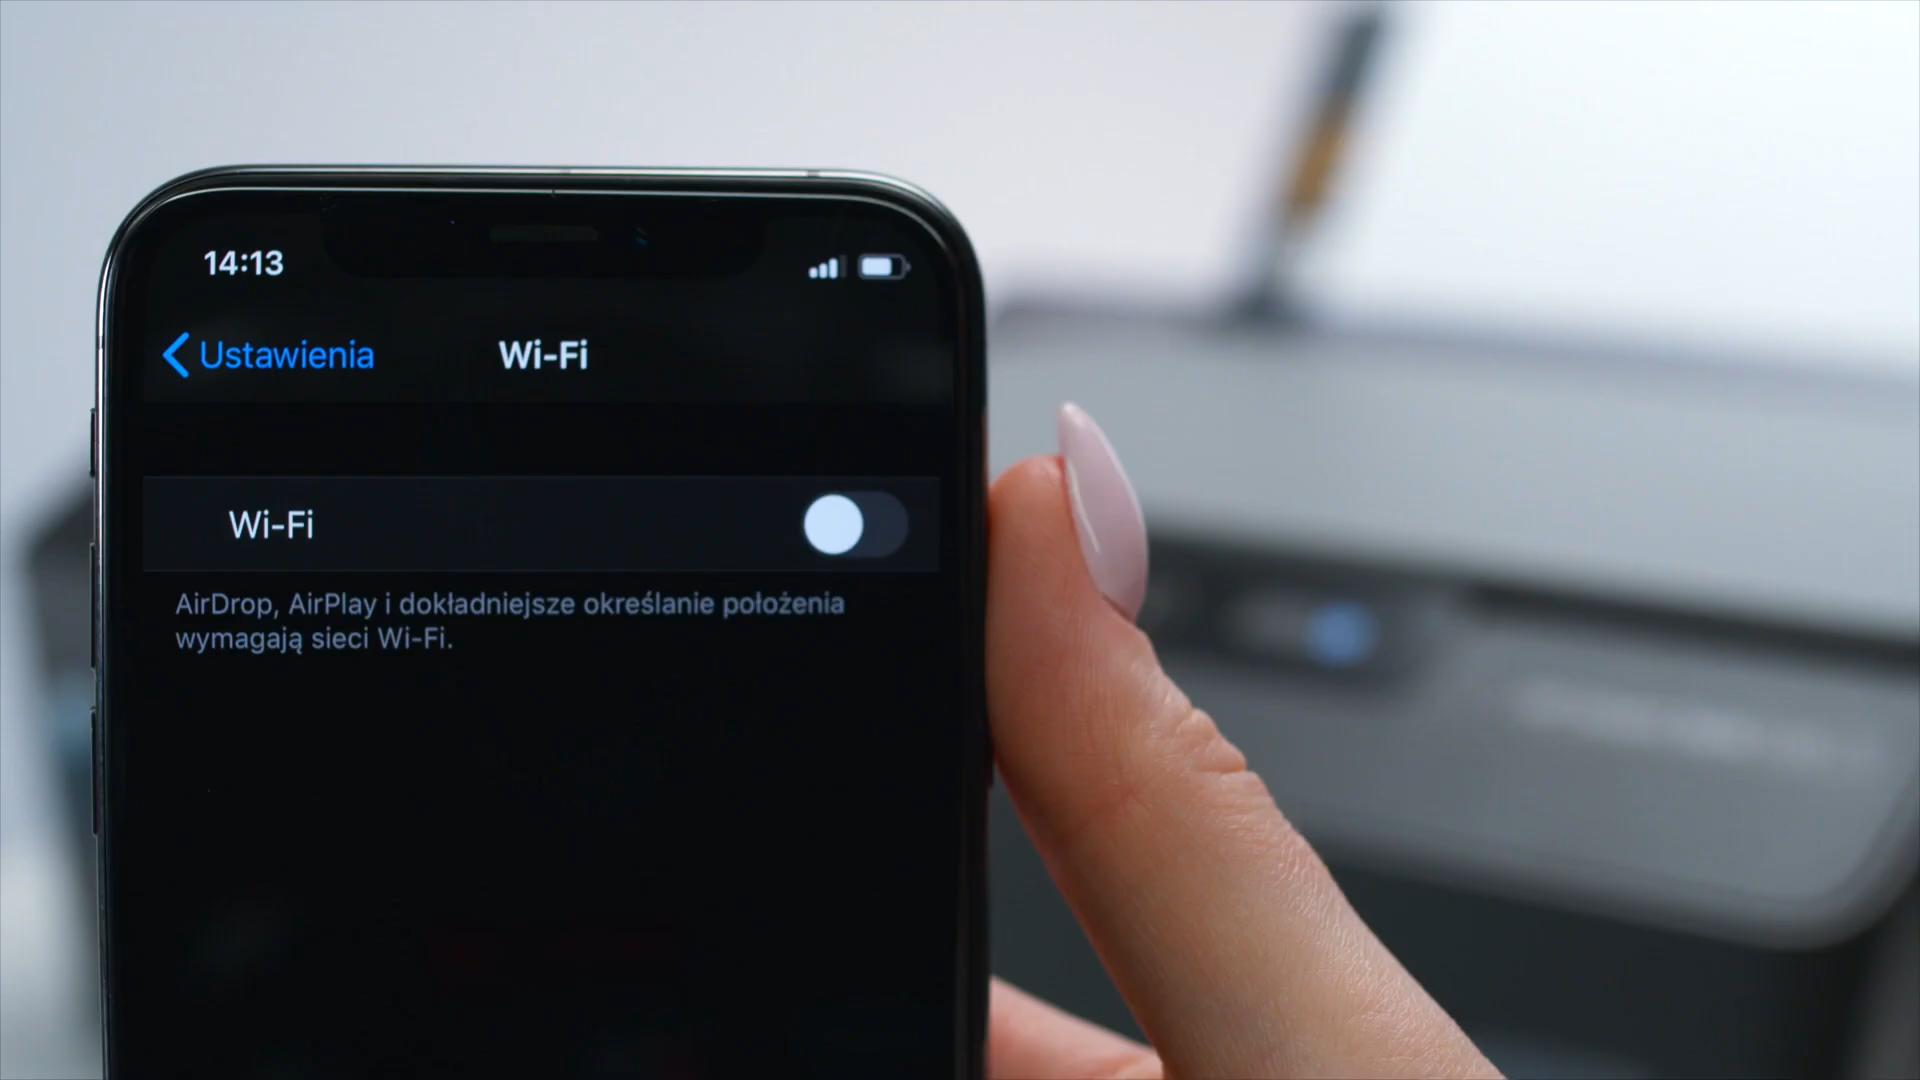 14:13
Ustawienia
Wi-Fi
Wi-Fi
AirDrop, AirPlay i dokładniejsze określanie położenia
wymagają sieci Wi-Fi.